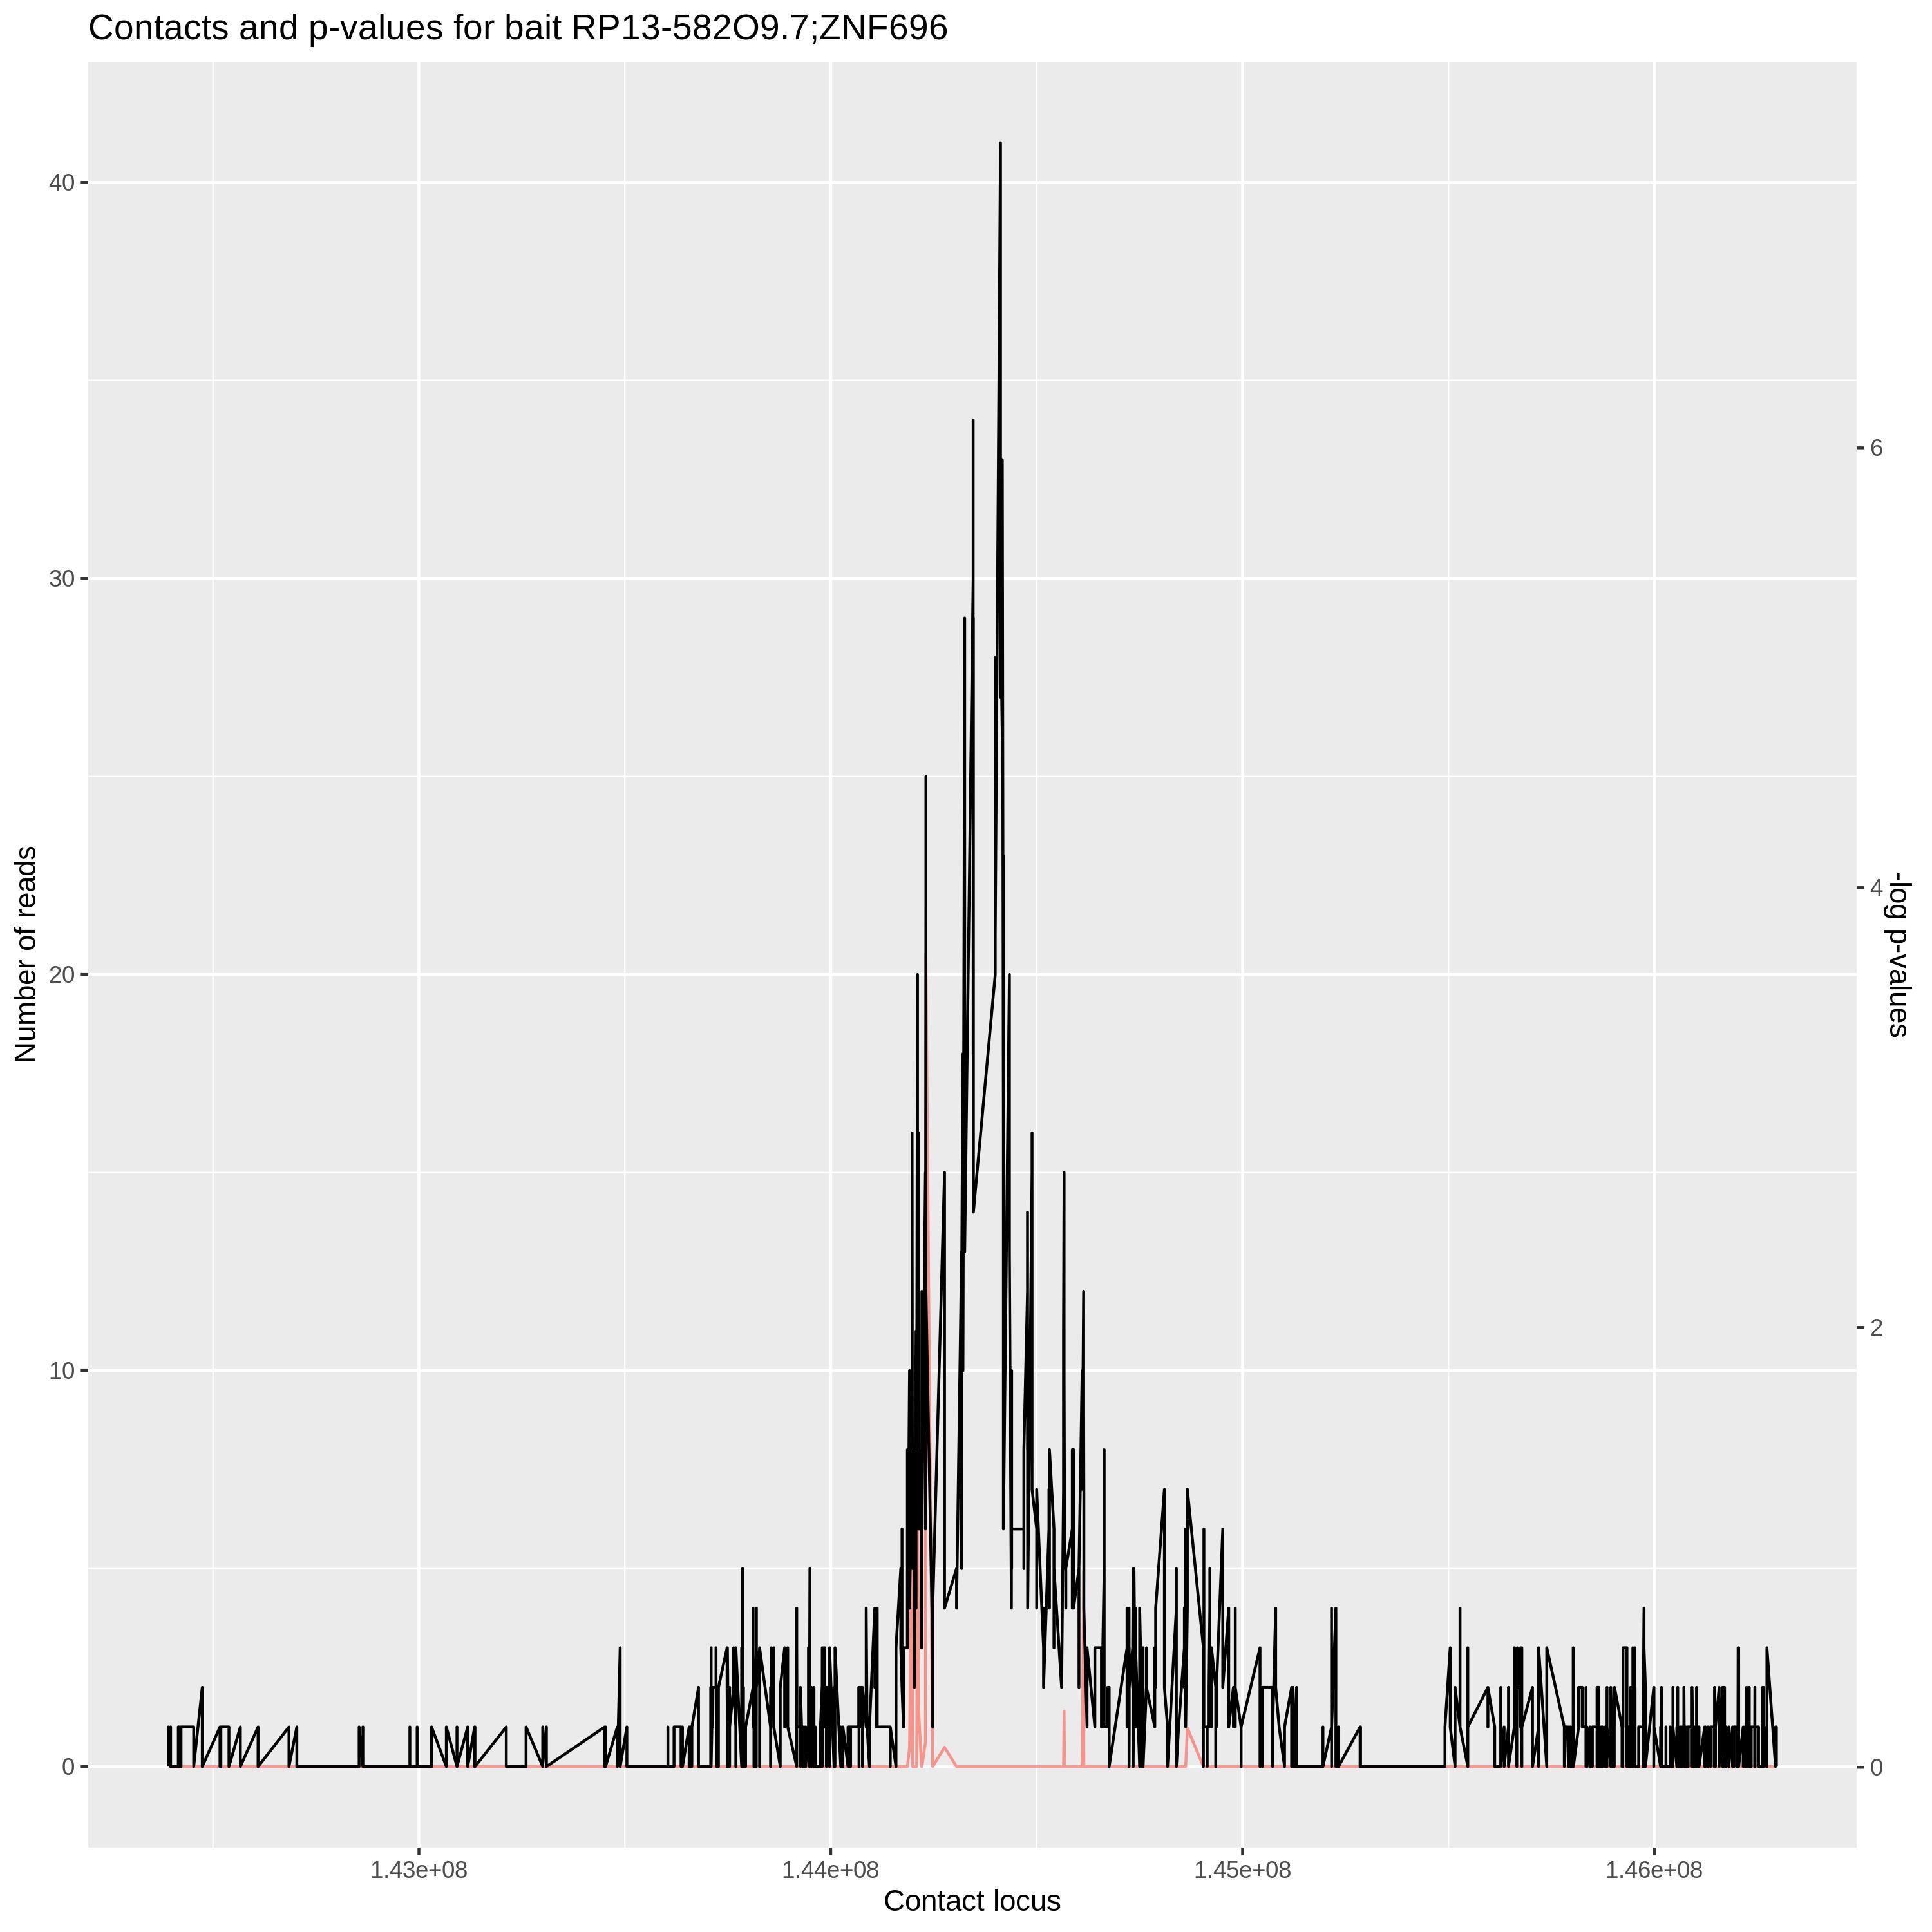 Contacts and p-values for bait RP13-582O9.7;ZNF696
40
30
20
10
0
Number of reads
6
4
2
0
-log p-values
1.43e+08
1.44e+08
1.45e+08
1.46e+08
Contact locus